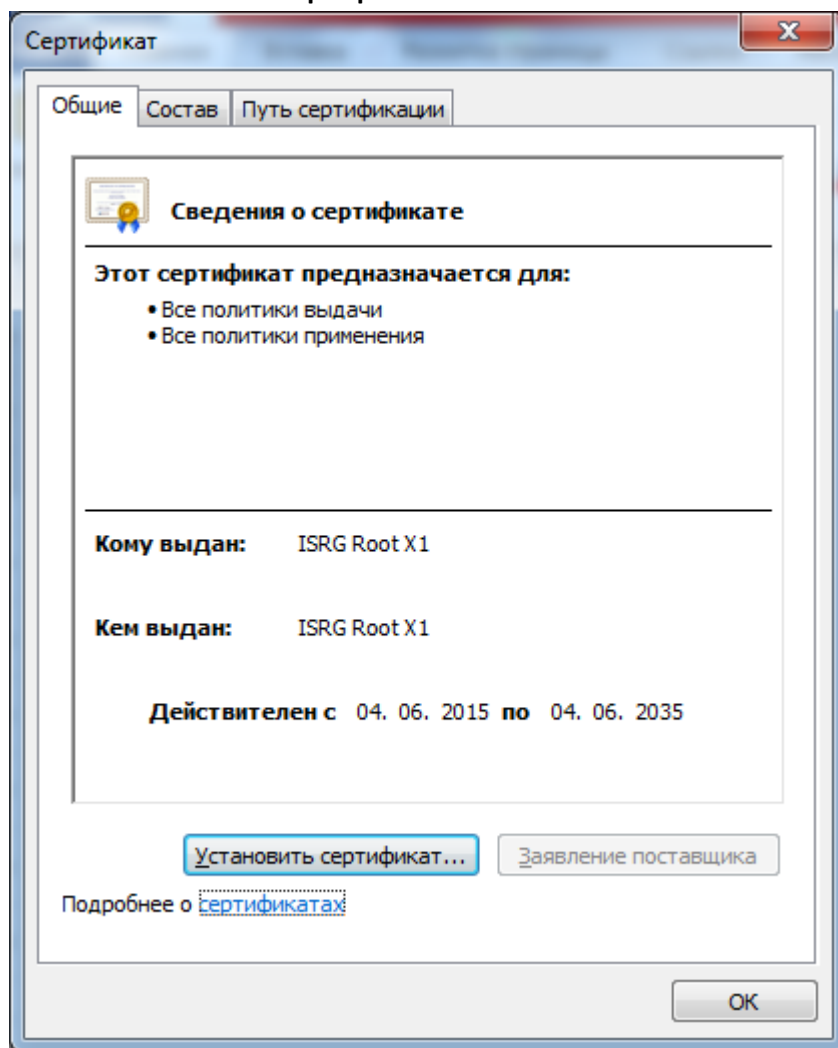 Сертификат
Общие Состав Путь сертификации
Сведения о сертификате
Этот сертификат предназначается для:
• Все политики выдачи
• Все политики применения
Кому выдан: ISRG Root X1
Кем выдан: ISRG Root X1
Действителен с 04. 06. 2015 по 04. 06. 2035
Установить сертификат... Заявление поставщика
Подробнее о сертификатах
ОК